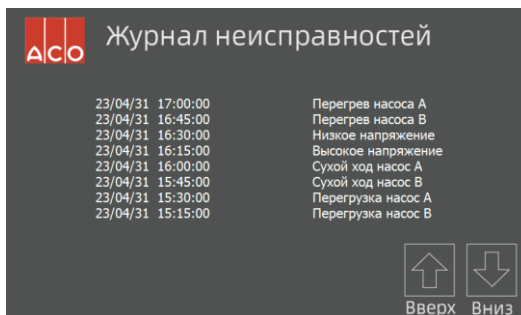 ACO
Журнал неисправностей
23/04/31 17:00:00 Перегрев насоса А
23/04/31 16:45:00 Перегрев насоса В
23/04/31 16:30:00 Низкое напряжение
23/04/31 16:15:00 Высокое напряжение
23/04/31 16:00:00 Сухой ход насос А
23/04/31 15:45:00 Сухой ход насос В
23/04/31 15:30:00 Перегрузка насос А
23/04/31 15:15:00 Перегрузка насос В
Вверх Вниз